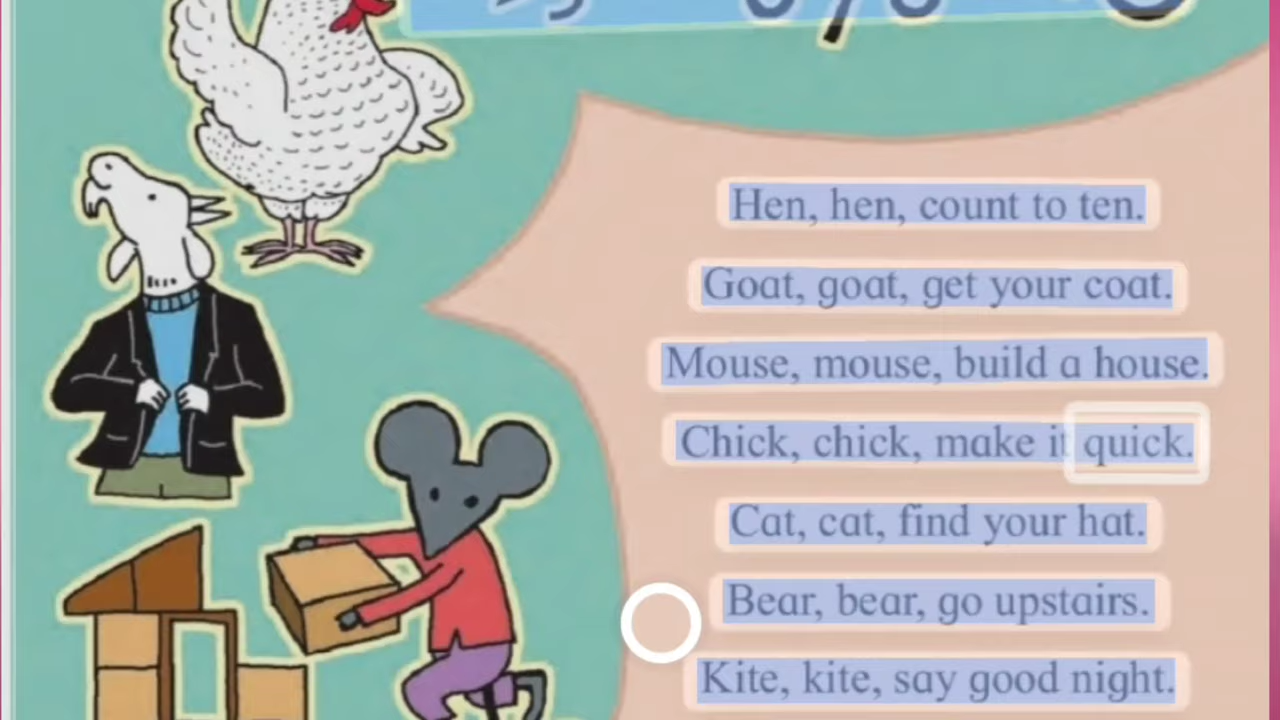 Hen, hen, count to ten.
Goat, goat, get your coat.
Mouse, mouse, build a house.
Chick, chick, make it quick.
Cat, cat, find your hat.
Bear, bear, go upstairs.
Kite, kite, say good night.